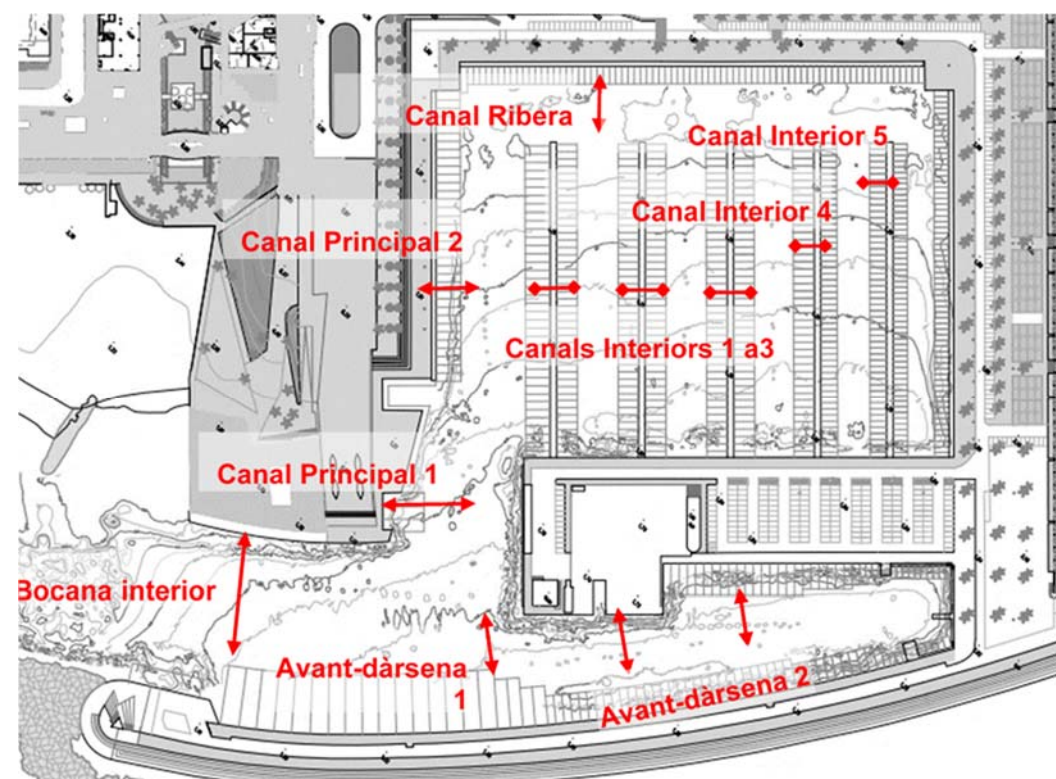 Canal Ribera
Canal Interior 5
Canal Interior 4
Canal Principal 2
Canals Interiors 1 a3
Canal Principal 1
Bocana interior
Avant-dàrsena
1
Avant-dàrsena 2